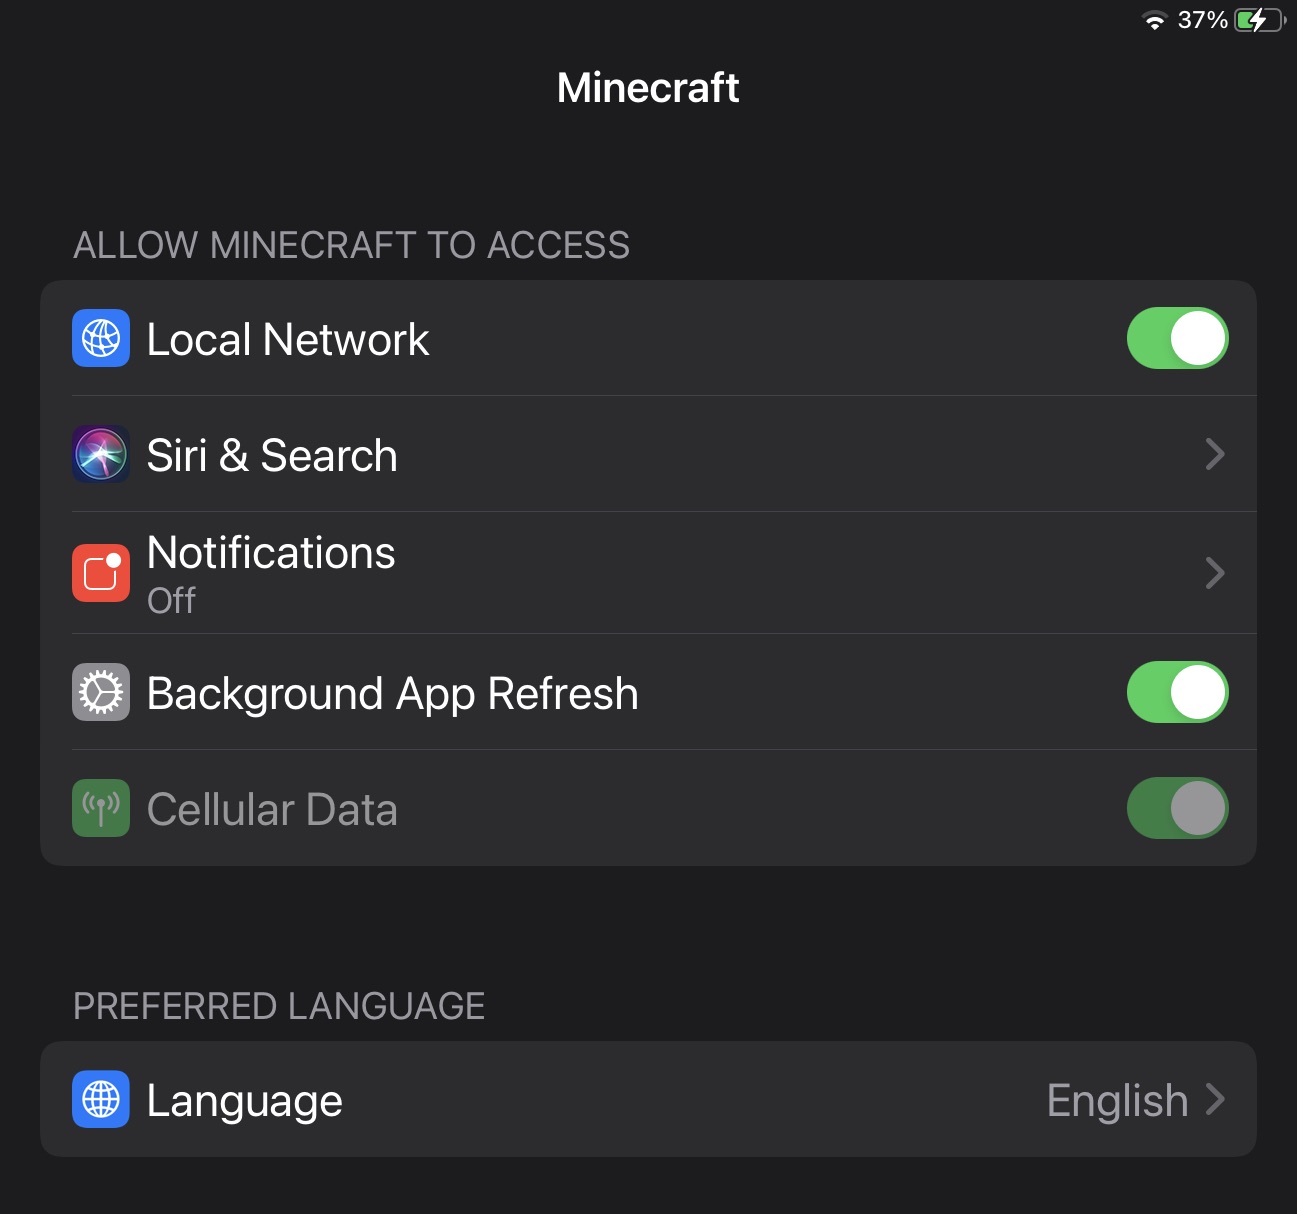 37%
Minecraft
ALLOW MINECRAFT TO ACCESS
Local Network
Siri & Search
Notifications
Off
Background App Refresh
Cellular Data
PREFERRED LANGUAGE
Language English